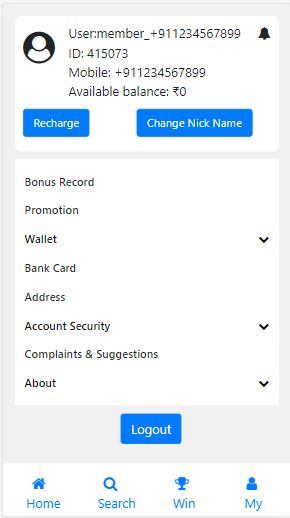 User:member_+911234567899
ID: 415073
Mobile: +911234567899
Available balance: ₹0
Recharge Change Nick Name
Bonus Record
Promotion
Wallet
Bank Card
Address
Account Security
Complaints & Suggestions
About
Logout
Home Search Win My